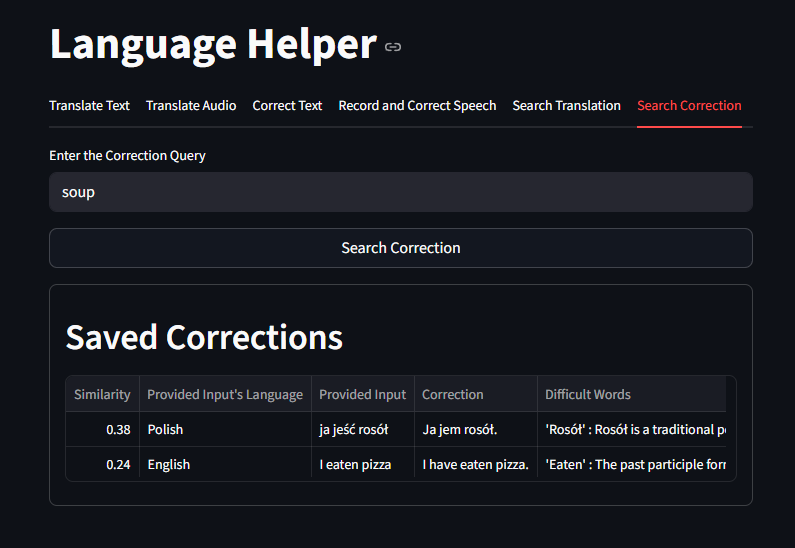 Language Helper
Translate Text Translate Audio Correct Text Record and Correct Speech Search Translation Search Correction
Enter the Correction Query
soup
Search Correction
Saved Corrections
Similarity Provided Input's Language Provided Input Correction Difficult Words
0.38 Polish ja jeść rosół Ja jem rosół. 'Rosół' : Rosół is a traditional
0.24 English I eaten pizza I have eaten pizza. 'Eaten' : The past participle